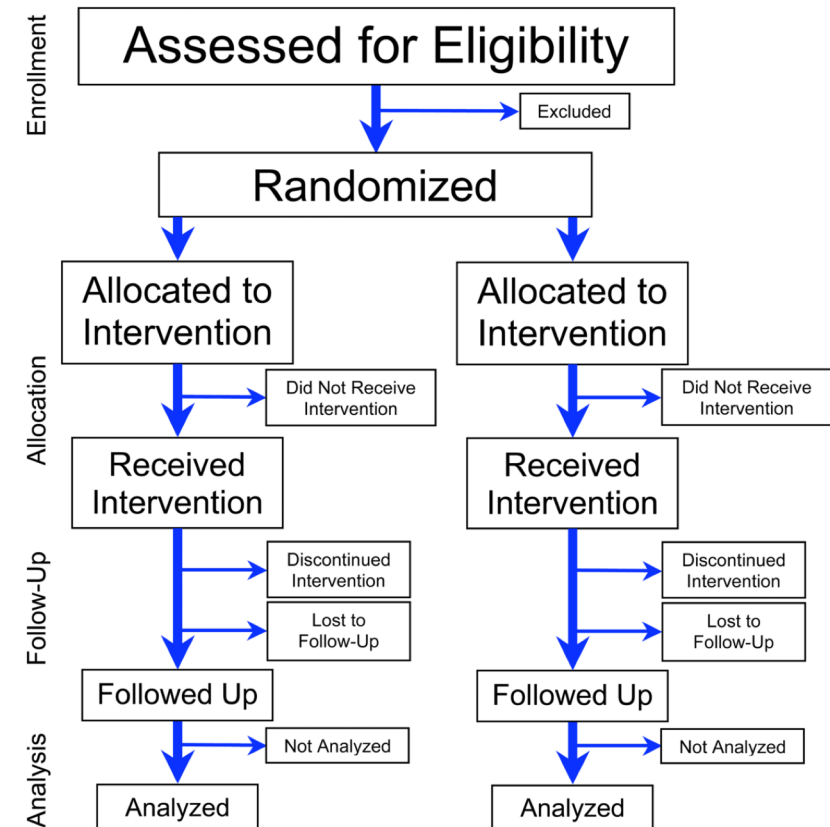 Enrollment
Assessed for Eligibility
Excluded
Randomized
Allocated to
Intervention
Allocated to
Intervention
Allocation
Did Not Receive
Intervention
Did Not Receive
Intervention
Received
Intervention
Received
Intervention
Follow-Up
Discontinued
Intervention
Discontinued
Intervention
Lost to
Follow-Up
Lost to
Follow-Up
Followed Up
Followed Up
Analysis
Not Analyzed
Not Analyzed
Analyzed
Analyzed